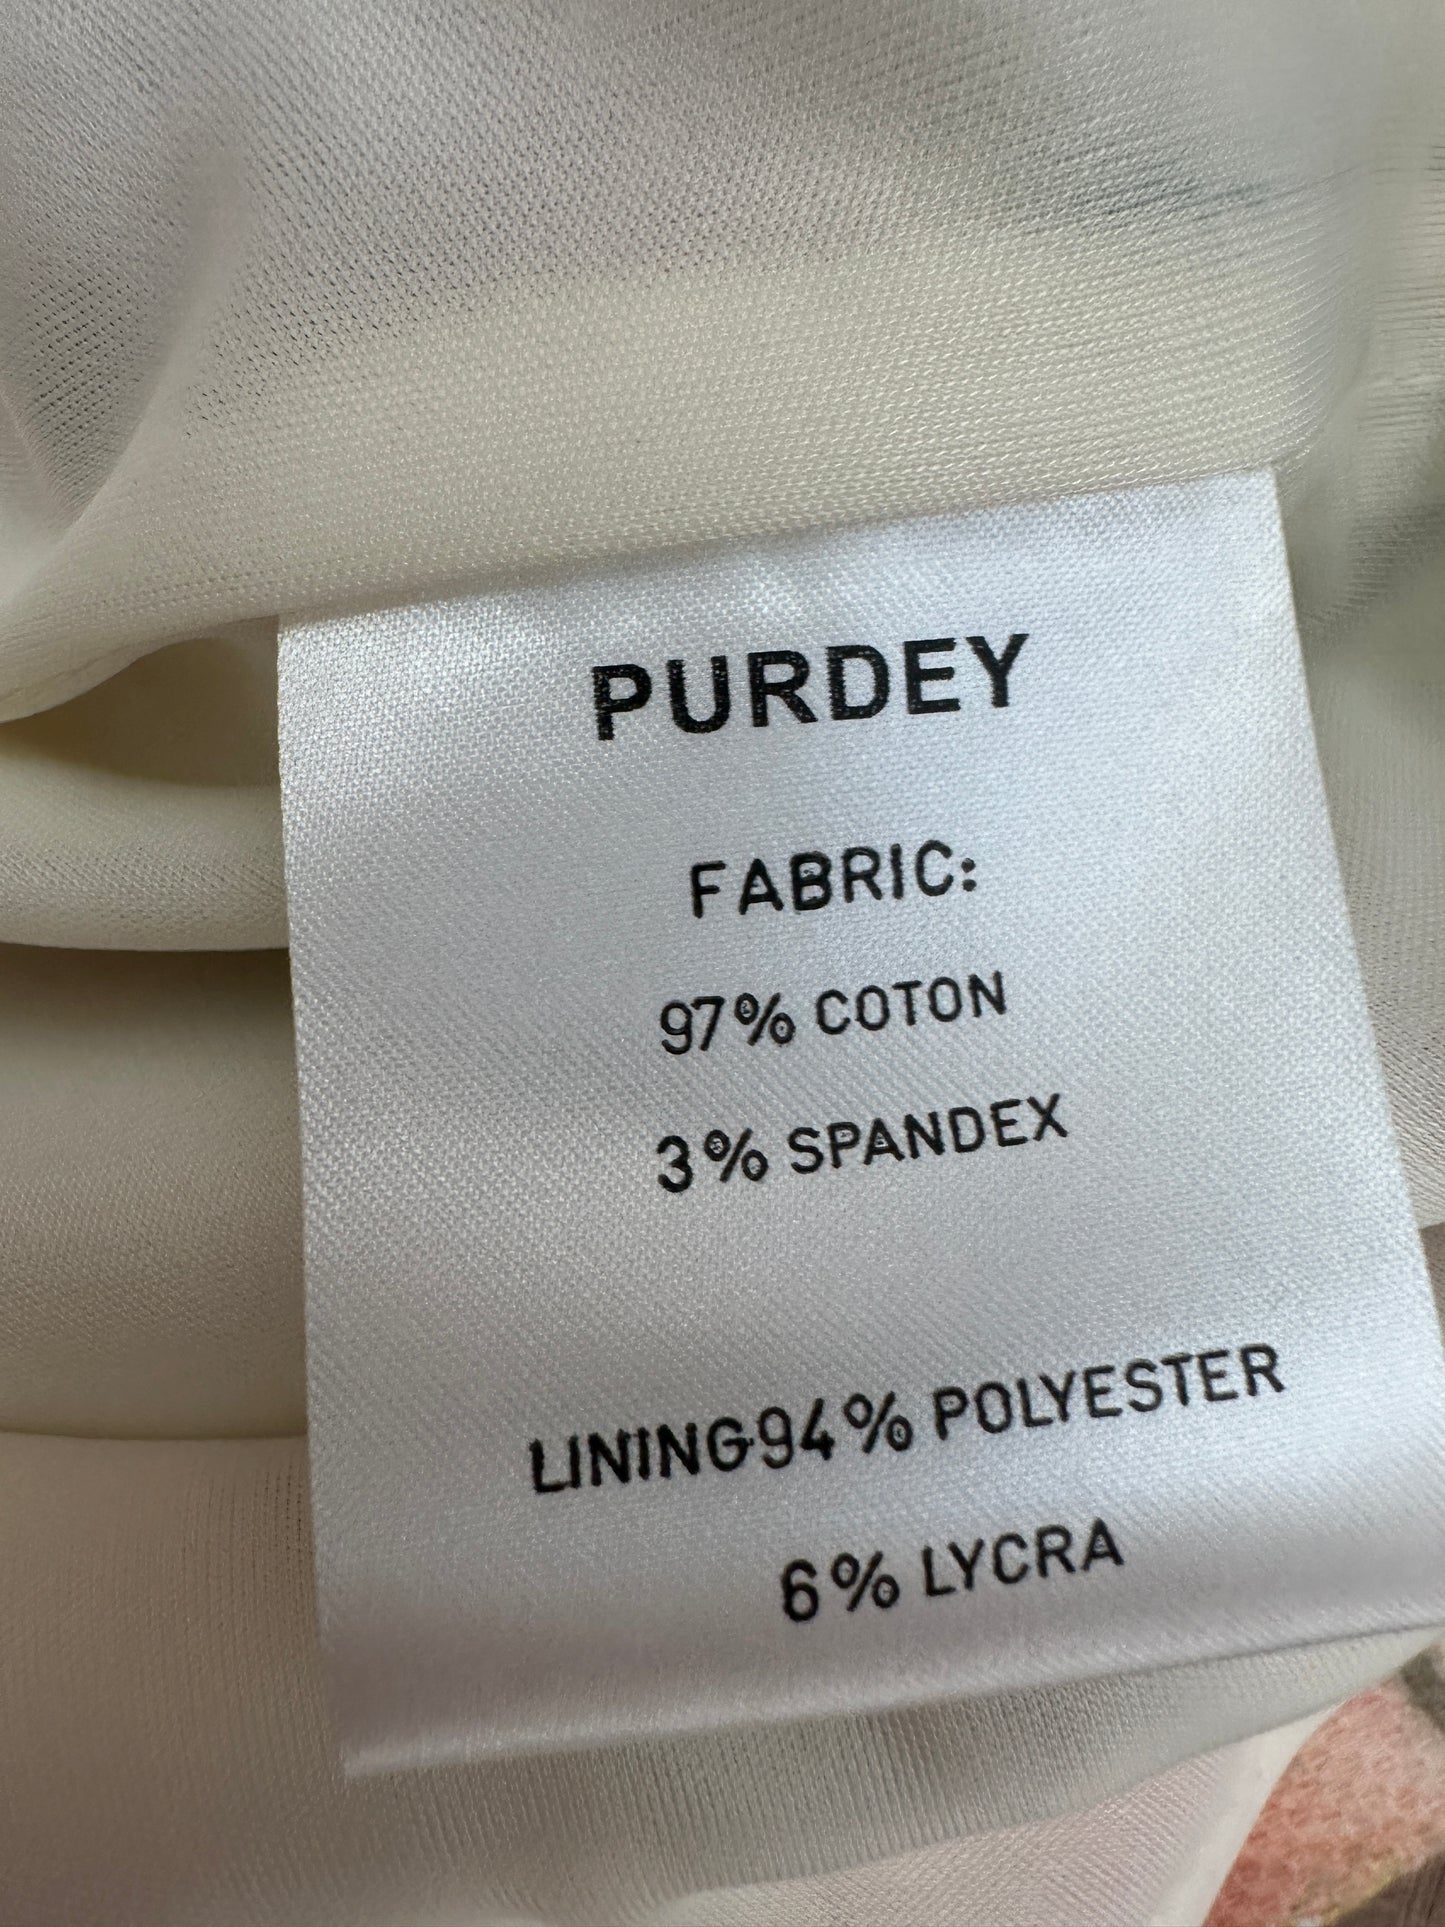 PURDEY
FABRIC:
97% COTON
3% SPANDEX
LINING94% POLYESTER
6% LYCRA